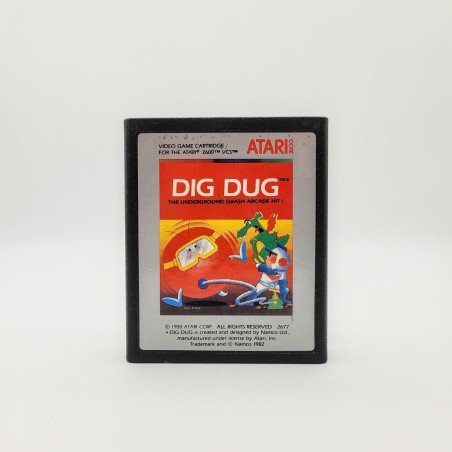 VIDEO GAME CARTRIDGE /
FOR THE ATARI® 2600™ VCS™
ATARI 2600
DIG DUG™
THE UNDERGROUND SMASH ARCADE HIT!
© 1988 ATARI CORP. ALL RIGHTS RESERVED 2677
• DIG DUG is created and designed by Namco Ltd.,
manufactured under license by Atari, Inc.
Trademark and © Namco 1982